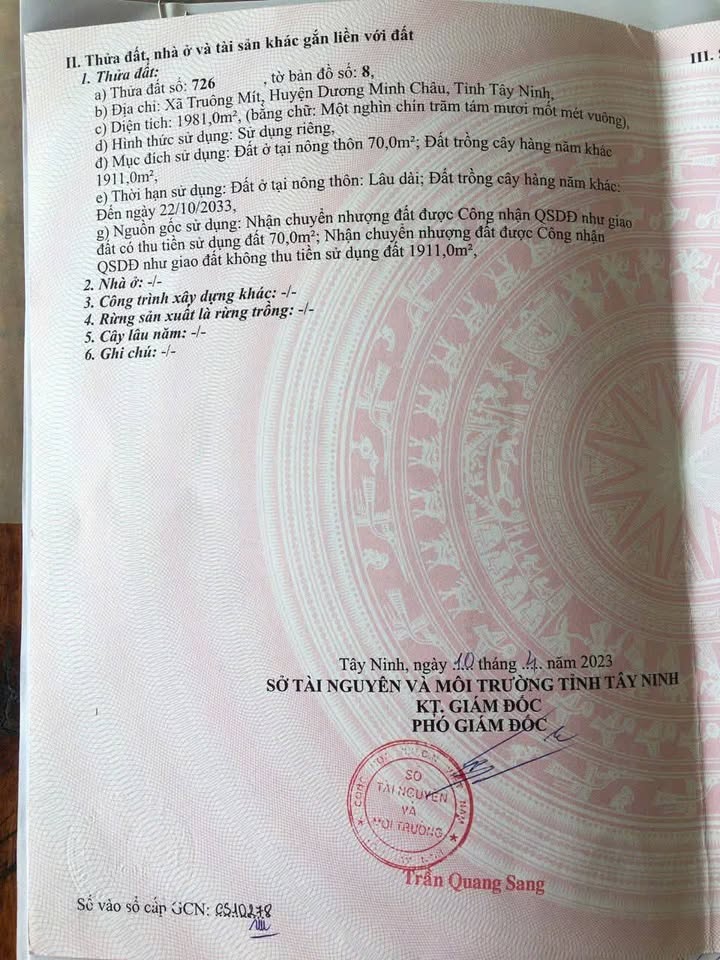 II. Thửa đất, nhà ở và tài sản khác gắn liền với đất
III.
1. Thửa đất:
a) Thửa đất số: 726 , tờ bản đồ số: 8,
b) Địa chỉ: Xã Truông Mít, Huyện Dương Minh Châu, Tỉnh Tây Ninh,
c) Diện tích: 1981,0m², (bằng chữ: Một nghìn chín trăm tám mươi mốt mét vuông),
d) Hình thức sử dụng: Sử dụng riêng,
đ) Mục đích sử dụng: Đất ở tại nông thôn 70,0m²; Đất trồng cây hàng năm khác
1911,0m²,
e) Thời hạn sử dụng: Đất ở tại nông thôn: Lâu dài; Đất trồng cây hàng năm khác:
Đến ngày 22/10/2033,
g) Nguồn gốc sử dụng: Nhận chuyển nhượng đất được Công nhận QSDĐ như giao
đất có thu tiền sử dụng đất 70,0m²; Nhận chuyển nhượng đất được Công nhận
QSDĐ như giao đất không thu tiền sử dụng đất 1911,0m²,
2. Nhà ở: -/-
3. Công trình xây dựng khác: -/-
4. Rừng sản xuất là rừng trồng: -/-
5. Cây lâu năm: -/-
6. Ghi chú: -/-
Tây Ninh, ngày 10 tháng 4 năm 2023
SỞ TÀI NGUYÊN VÀ MÔI TRƯỜNG TỈNH TÂY NINH
KT. GIÁM ĐỐC
PHÓ GIÁM ĐỐC
SỞ
TÀI NGUYÊN
VÀ
MÔI TRƯỜNG
Trần Quang Sang
Số vào sổ cấp GCN: CS10278